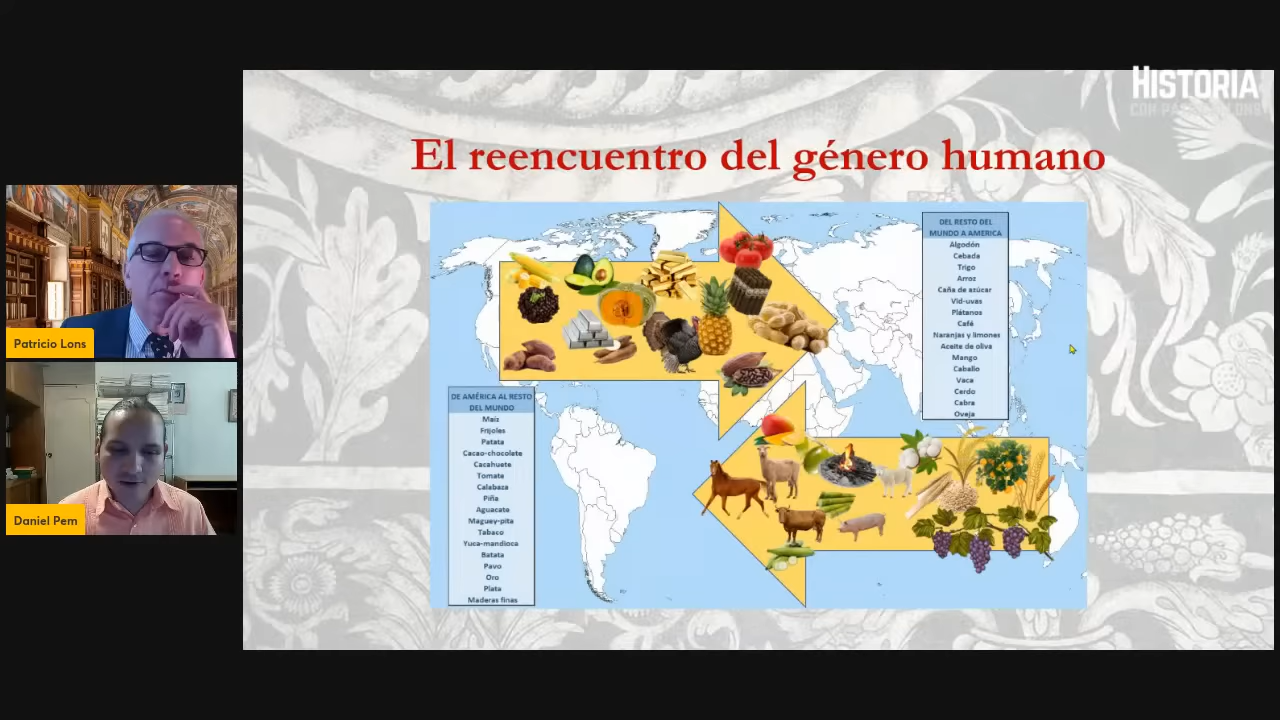 HISTORIA
CON PATRICIO LONS
El reencuentro del género humano
Patricio Lons
Daniel Pem
DE AMÉRICA AL RESTO
DEL MUNDO
Maíz
Frijoles
Patata
Cacao-chocolate
Cacahuete
Tomate
Calabaza
Piña
Aguacate
Maguey-pita
Tabaco
Yuca-mandioca
Batata
Pavo
Oro
Plata
Maderas finas
DEL RESTO DEL
MUNDO A AMERICA
Algodón
Cebada
Trigo
Arroz
Caña de azúcar
Vid-uvas
Plátanos
Café
Naranjas y limones
Aceite de oliva
Mango
Caballo
Vaca
Cerdo
Cabra
Oveja